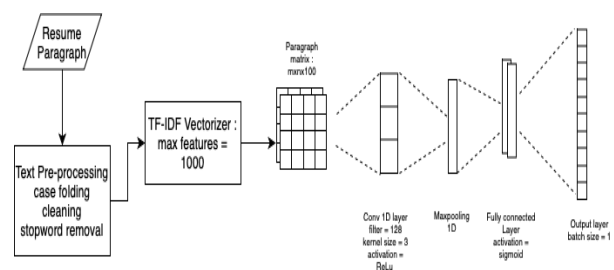 Resume
Paragraph
Text Pre-processing
case folding
cleaning
stopword removal
TF-IDF Vectorizer :
max features =
1000
Paragraph
matrix :
mxnx100
Conv 1D layer
filter = 128
kernel size = 3
activation =
ReLu
Maxpooling
1D
Fully connected
Layer
activation =
sigmoid
Output layer
batch size = 1